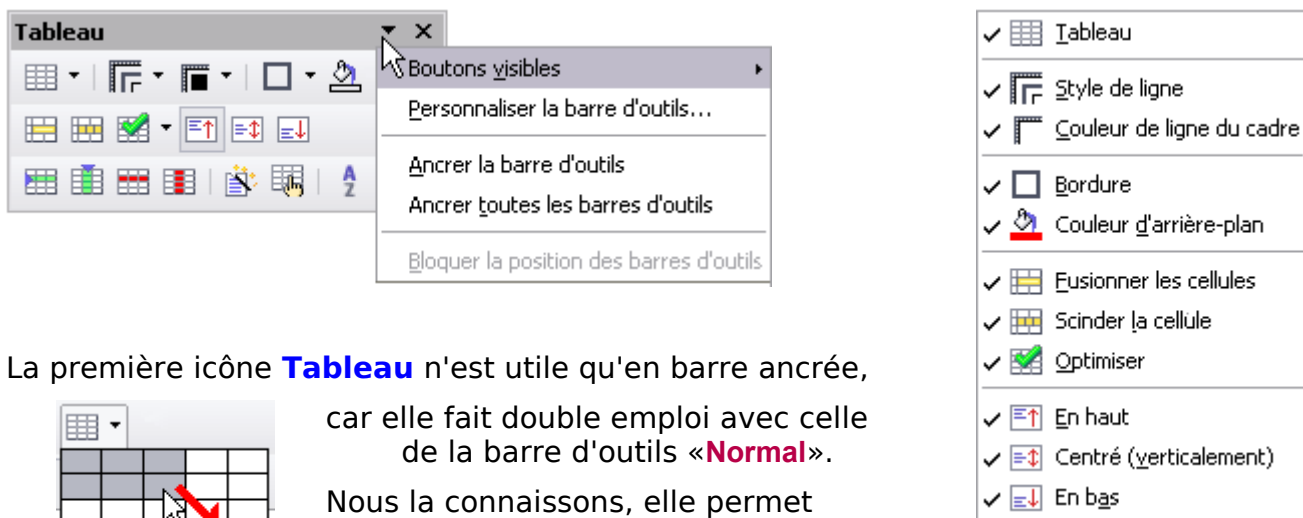 Tableau
Boutons visibles
Personnaliser la barre d'outils...
Ancrer la barre d'outils
Ancrer toutes les barres d'outils
Bloquer la position des barres d'outils
La première icône Tableau n'est utile qu'en barre ancrée,
car elle fait double emploi avec celle
de la barre d'outils «Normal».
Nous la connaissons, elle permet
Tableau
Style de ligne
Couleur de ligne du cadre
Bordure
Couleur d'arrière-plan
Fusionner les cellules
Scinder la cellule
Optimiser
En haut
Centré (verticalement)
En bas